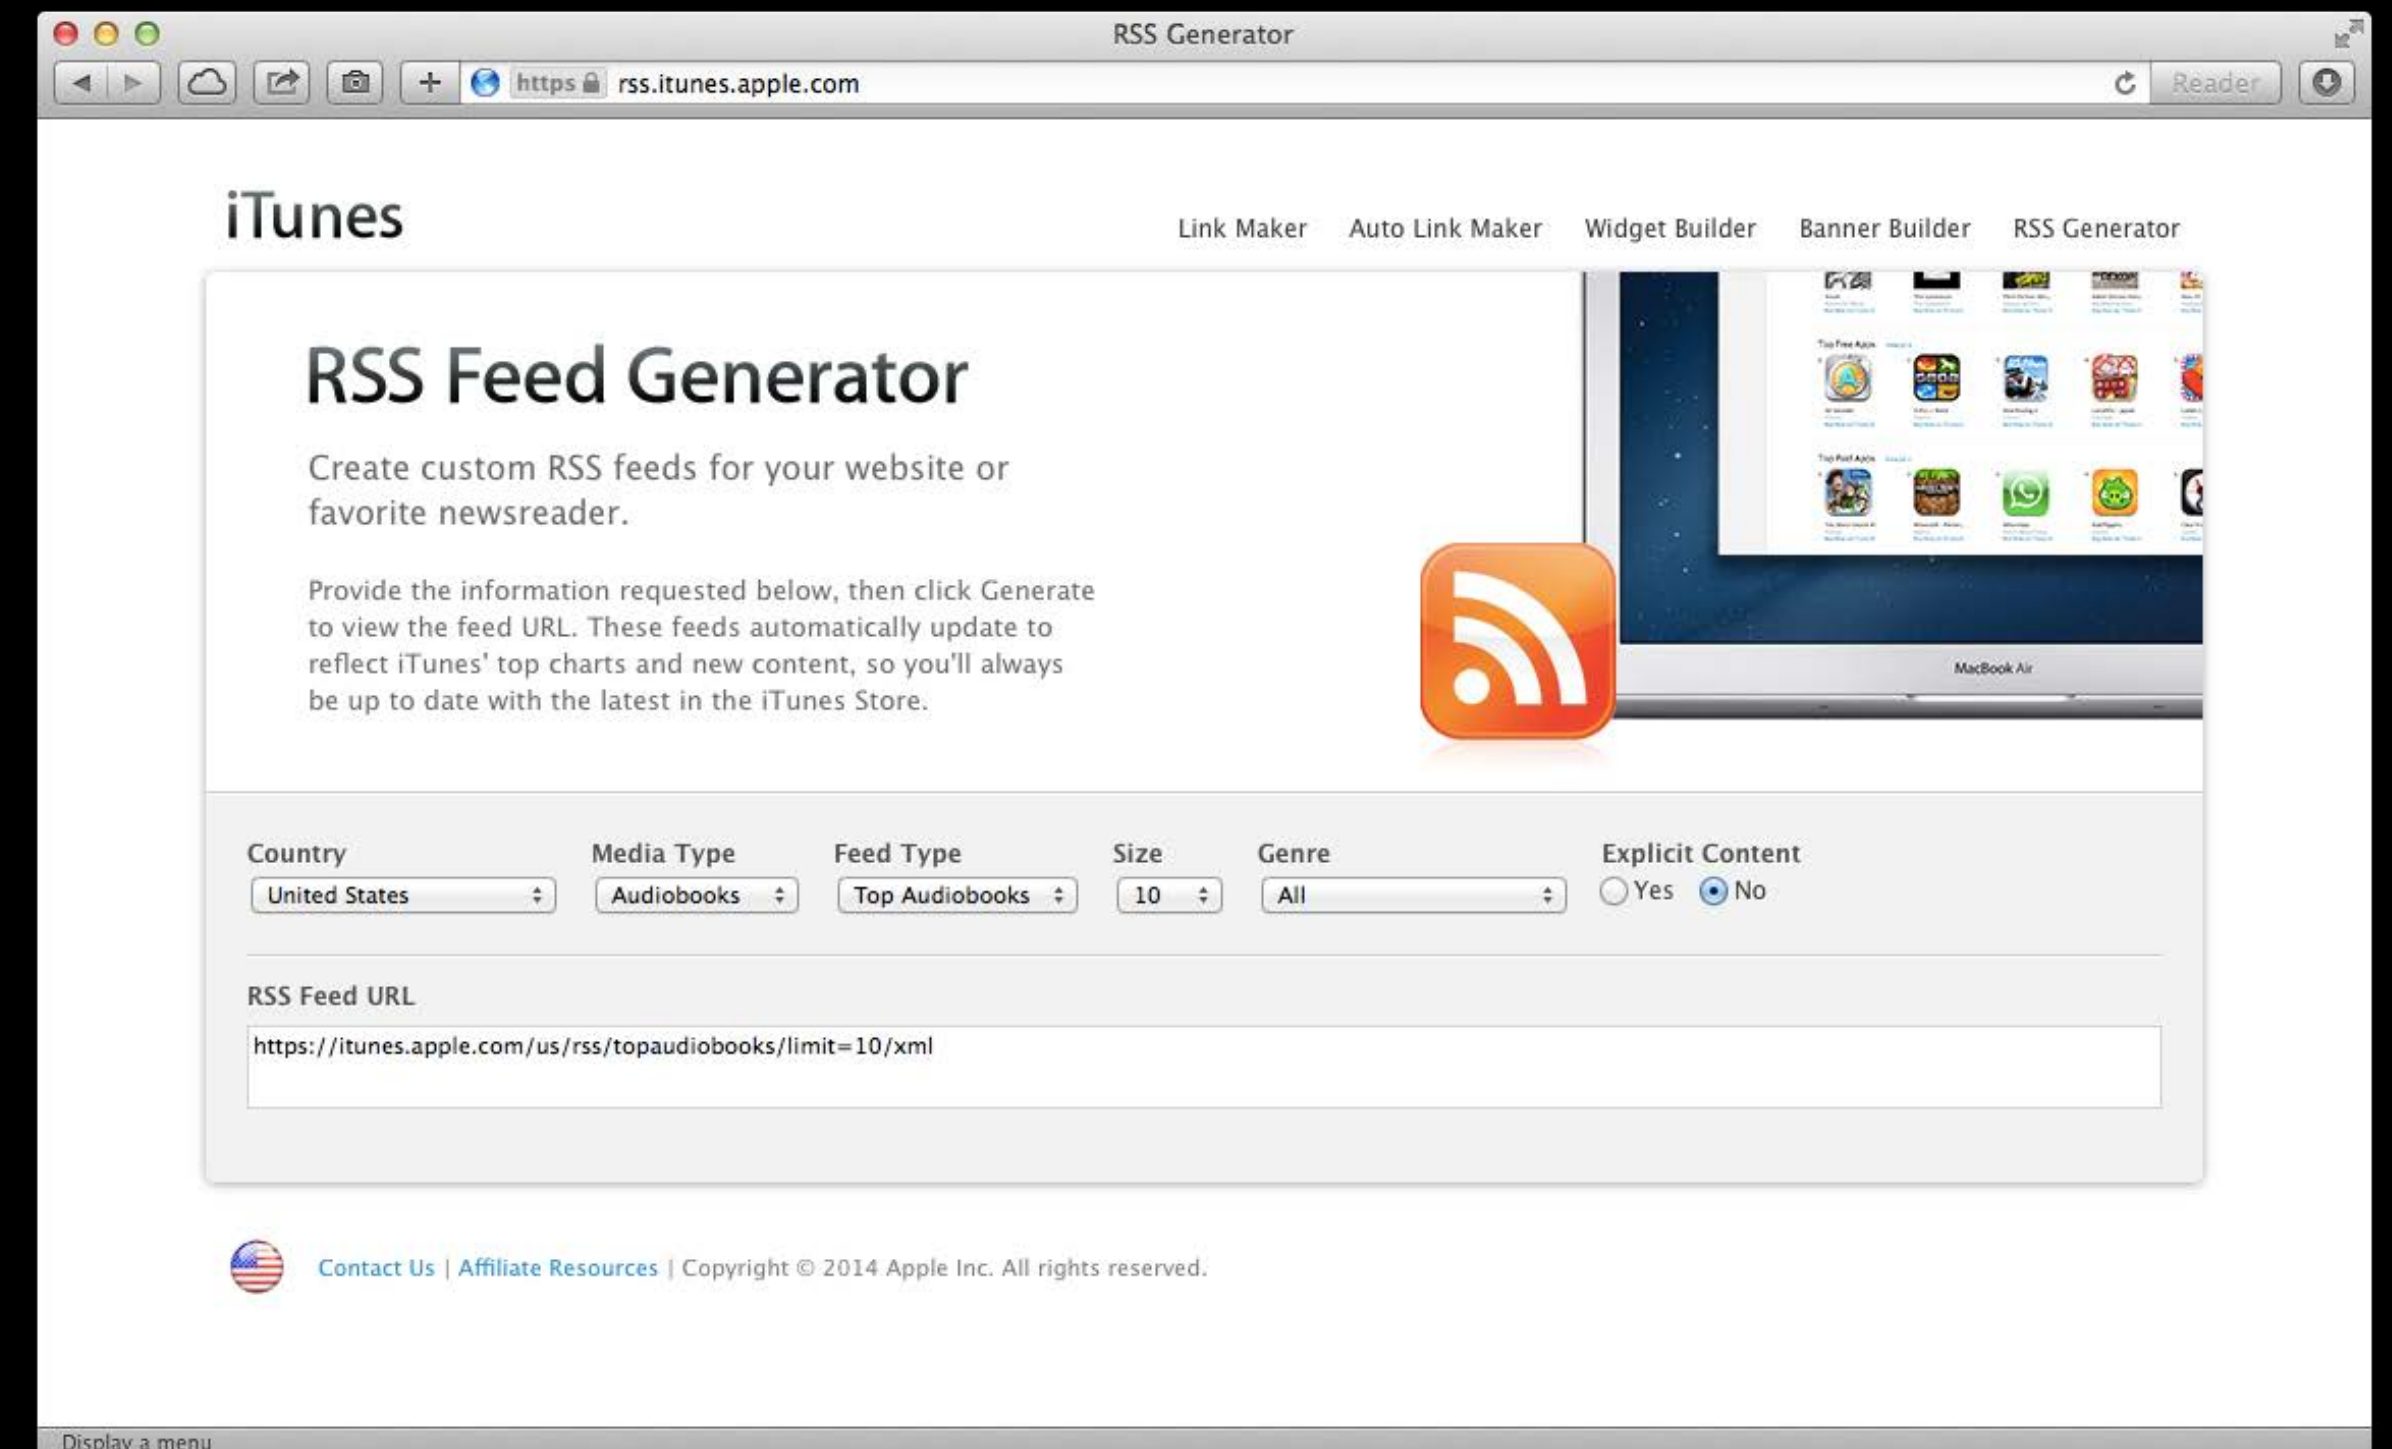 RSS Generator
https rss.itunes.apple.com Reader
iTunes
Link Maker Auto Link Maker Widget Builder Banner Builder RSS Generator
RSS Feed Generator
Create custom RSS feeds for your website or
favorite newsreader.
Provide the information requested below, then click Generate
to view the feed URL. These feeds automatically update to
reflect iTunes' top charts and new content, so you'll always
be up to date with the latest in the iTunes Store.
Top Free Apps
Top Paid Apps
MacBook Air
Country Media Type Feed Type Size Genre Explicit Content
United States Audiobooks Top Audiobooks 10 All Yes No
RSS Feed URL
https://itunes.apple.com/us/rss/topaudiobooks/limit=10/xml
Contact Us | Affiliate Resources | Copyright © 2014 Apple Inc. All rights reserved.
Display a menu